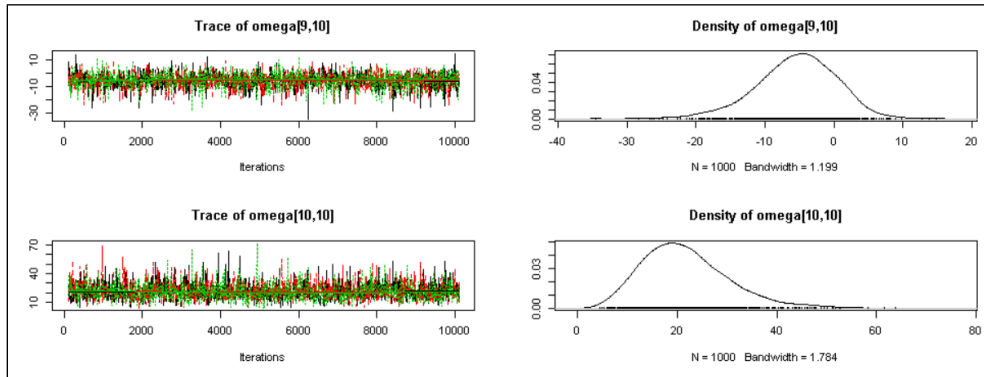 Trace of omega[9,10]
Density of omega[9,10]
-30 -10 10
0.00 0.04
0 2000 4000 6000 8000 10000
-40 -30 -20 -10 0 10 20
Iterations
N = 1000 Bandwidth = 1.199
Trace of omega[10,10]
Density of omega[10,10]
10 40 70
0.00 0.03
0 2000 4000 6000 8000 10000
0 20 40 60 80
Iterations
N = 1000 Bandwidth = 1.784